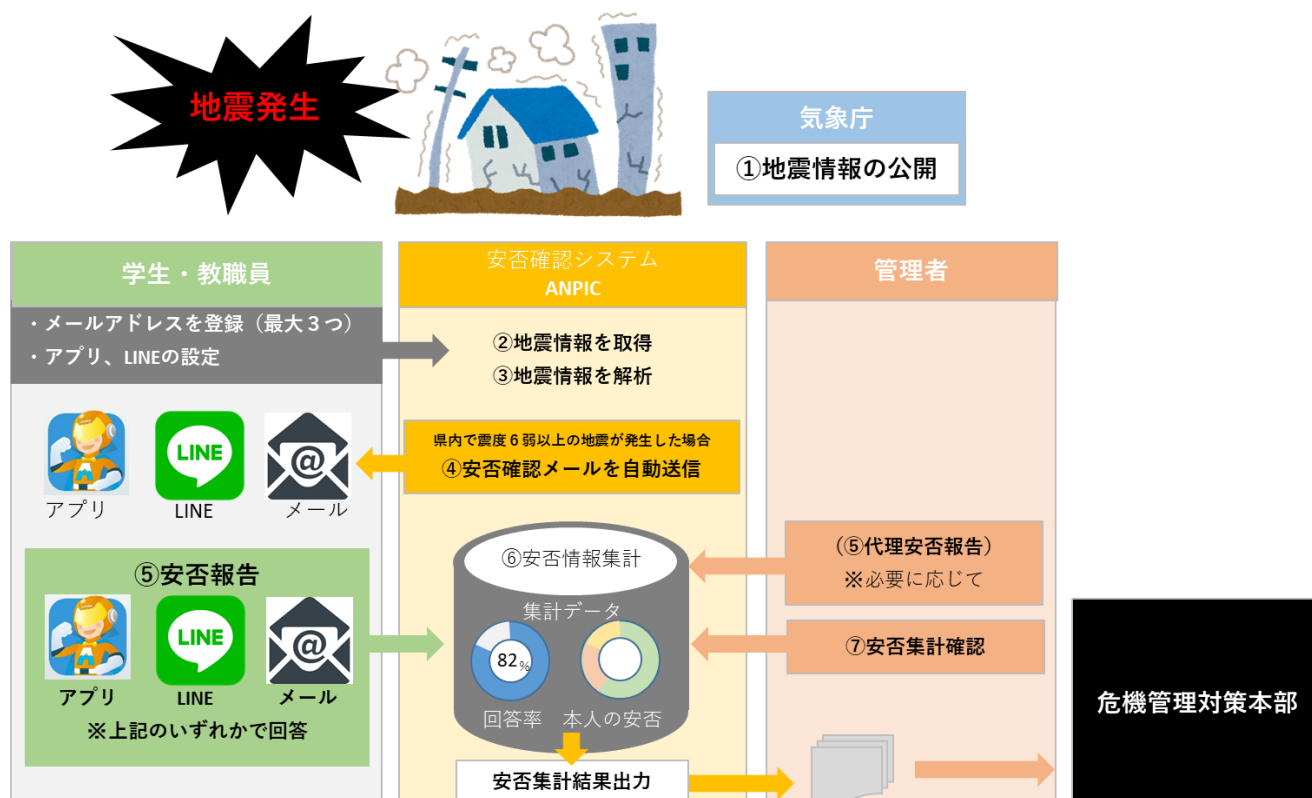 地震発生
気象庁
①地震情報の公開
学生・教職員
・メールアドレスを登録（最大３つ）
・アプリ、LINEの設定
安否確認システム
ANPIC
②地震情報を取得
③地震情報を解析
管理者
県内で震度６弱以上の地震が発生した場合
④安否確認メールを自動送信
LINE
@
アプリ
LINE
メール
⑤安否報告
LINE
@
アプリ
LINE
メール
※上記のいずれかで回答
⑥安否情報集計
集計データ
82%
回答率
本人の安否
安否集計結果出力
（⑤代理安否報告）
※必要に応じて
⑦安否集計確認
危機管理対策本部